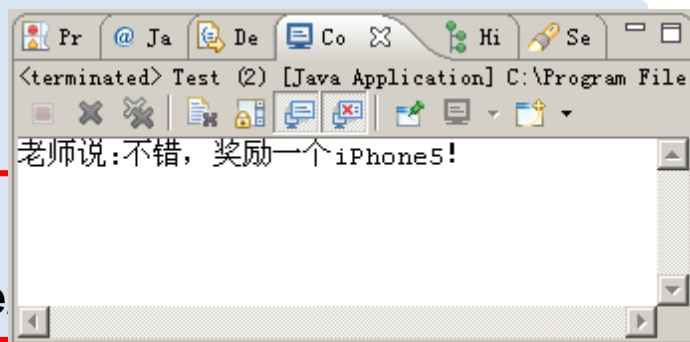 Pr @ Ja De Co Hi Se
<terminated> Test (2) [Java Application] C:\Program File
老师说:不错，奖励一个iPhone5!